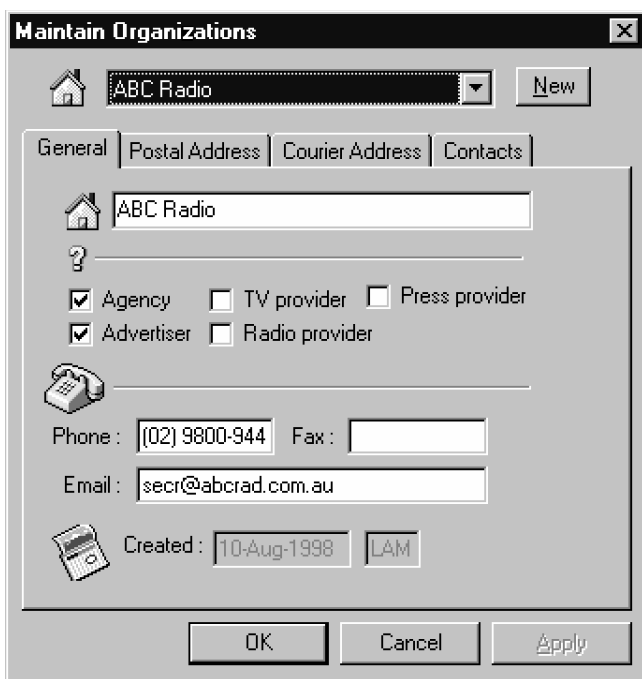 Maintain Organizations
ABC Radio New
General Postal Address Courier Address Contacts
ABC Radio
Agency TV provider Press provider
Advertiser Radio provider
Phone : (02) 9800-944 Fax :
Email : secr@abcrad.com.au
Created : 10-Aug-1998 LAM
OK Cancel Apply